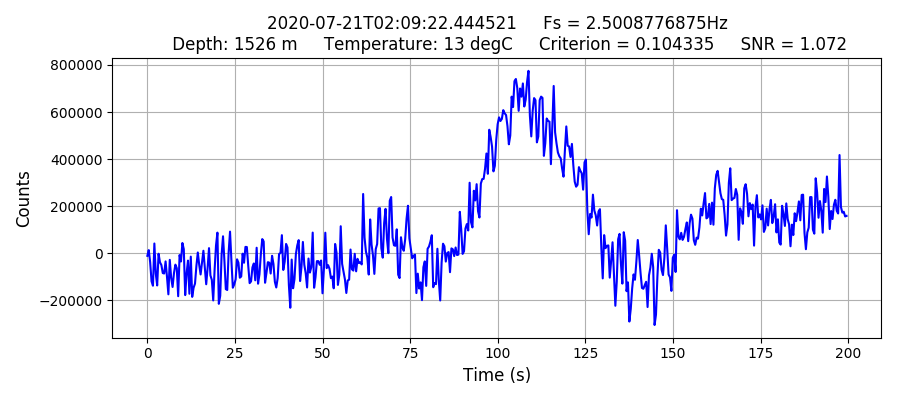 2020-07-21T02:09:22.444521 Fs = 2.5008776875Hz
Depth: 1526 m Temperature: 13 degC Criterion = 0.104335 SNR = 1.072
800000
600000
400000
200000
0
−200000
Counts
0 25 50 75 100 125 150 175 200
Time (s)